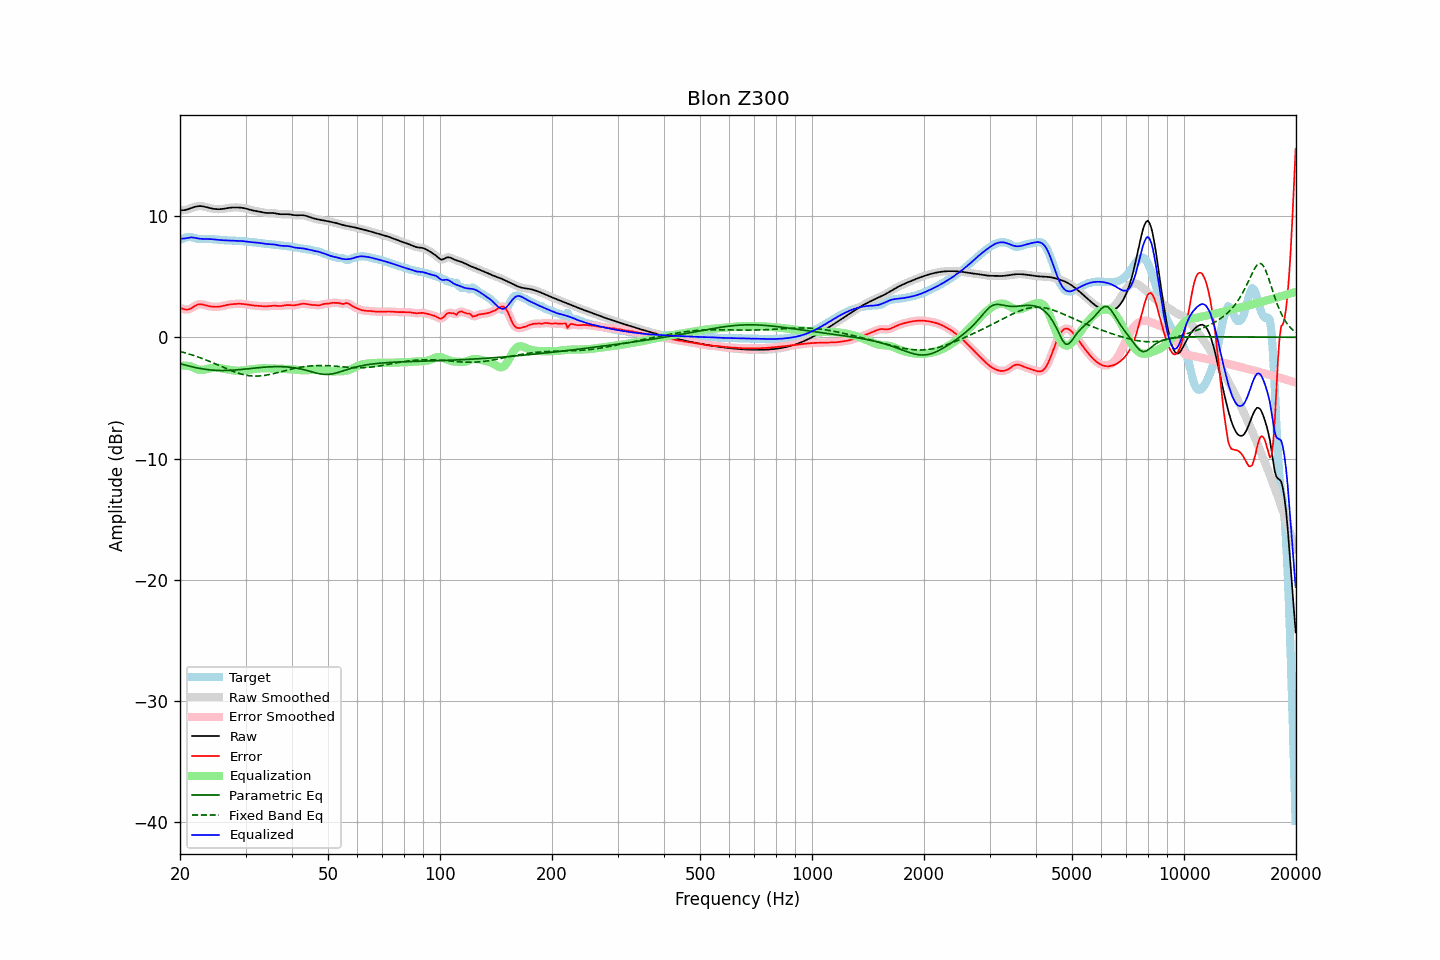 Blon Z300
Amplitude (dBr)
10
0
−10
−20
−30
−40
Target
Raw Smoothed
Error Smoothed
Raw
Error
Equalization
Parametric Eq
Fixed Band Eq
Equalized
20 50 100 200 500 1000 2000 5000 10000 20000
Frequency (Hz)